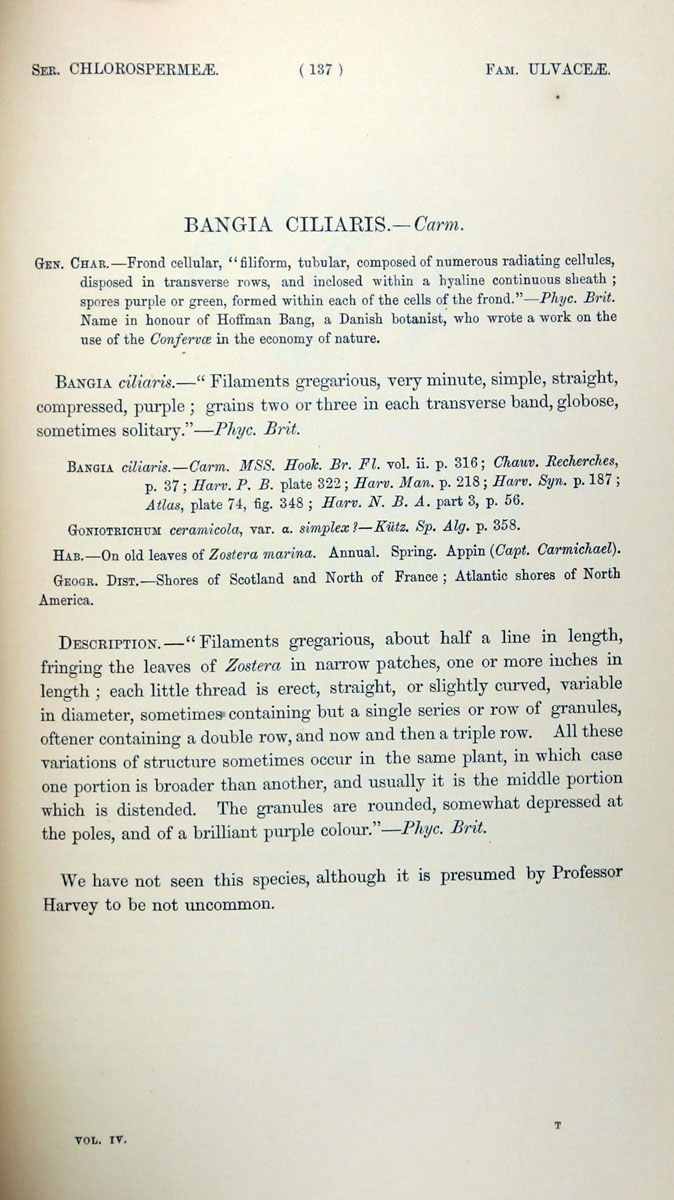 Ser. CHLOROSPERMEÆ. ( 137 ) Fam. ULVACEÆ.
BANGIA CILIARIS.—Carm.
Gen. Char.—Frond cellular, “filiform, tubular, composed of numerous radiating cellules,
disposed in transverse rows, and inclosed within a hyaline continuous sheath ;
spores purple or green, formed within each of the cells of the frond.”—Phyc. Brit.
Name in honour of Hoffman Bang, a Danish botanist, who wrote a work on the
use of the Confervæ in the economy of nature.
Bangia ciliaris.—“ Filaments gregarious, very minute, simple, straight,
compressed, purple ; grains two or three in each transverse band, globose,
sometimes solitary.”—Phyc. Brit.
Bangia ciliaris.—Carm. MSS. Hook. Br. Fl. vol. ii. p. 316 ; Chauv. Recherches,
p. 37 ; Harv. P. B. plate 322 ; Harv. Man. p. 218 ; Harv. Syn. p. 187 ;
Atlas, plate 74, fig. 348 ; Harv. N. B. A. part 3, p. 56.
Goniotrichum ceramicola, var. α. simplex ?—Kütz. Sp. Alg. p. 358.
Hab.—On old leaves of Zostera marina. Annual. Spring. Appin (Capt. Carmichael).
Geogr. Dist.—Shores of Scotland and North of France ; Atlantic shores of North
America.
Description.—“ Filaments gregarious, about half a line in length,
fringing the leaves of Zostera in narrow patches, one or more inches in
length ; each little thread is erect, straight, or slightly curved, variable
in diameter, sometimes containing but a single series or row of granules,
oftener containing a double row, and now and then a triple row. All these
variations of structure sometimes occur in the same plant, in which case
one portion is broader than another, and usually it is the middle portion
which is distended. The granules are rounded, somewhat depressed at
the poles, and of a brilliant purple colour.”—Phyc. Brit.
We have not seen this species, although it is presumed by Professor
Harvey to be not uncommon.
VOL. IV. T